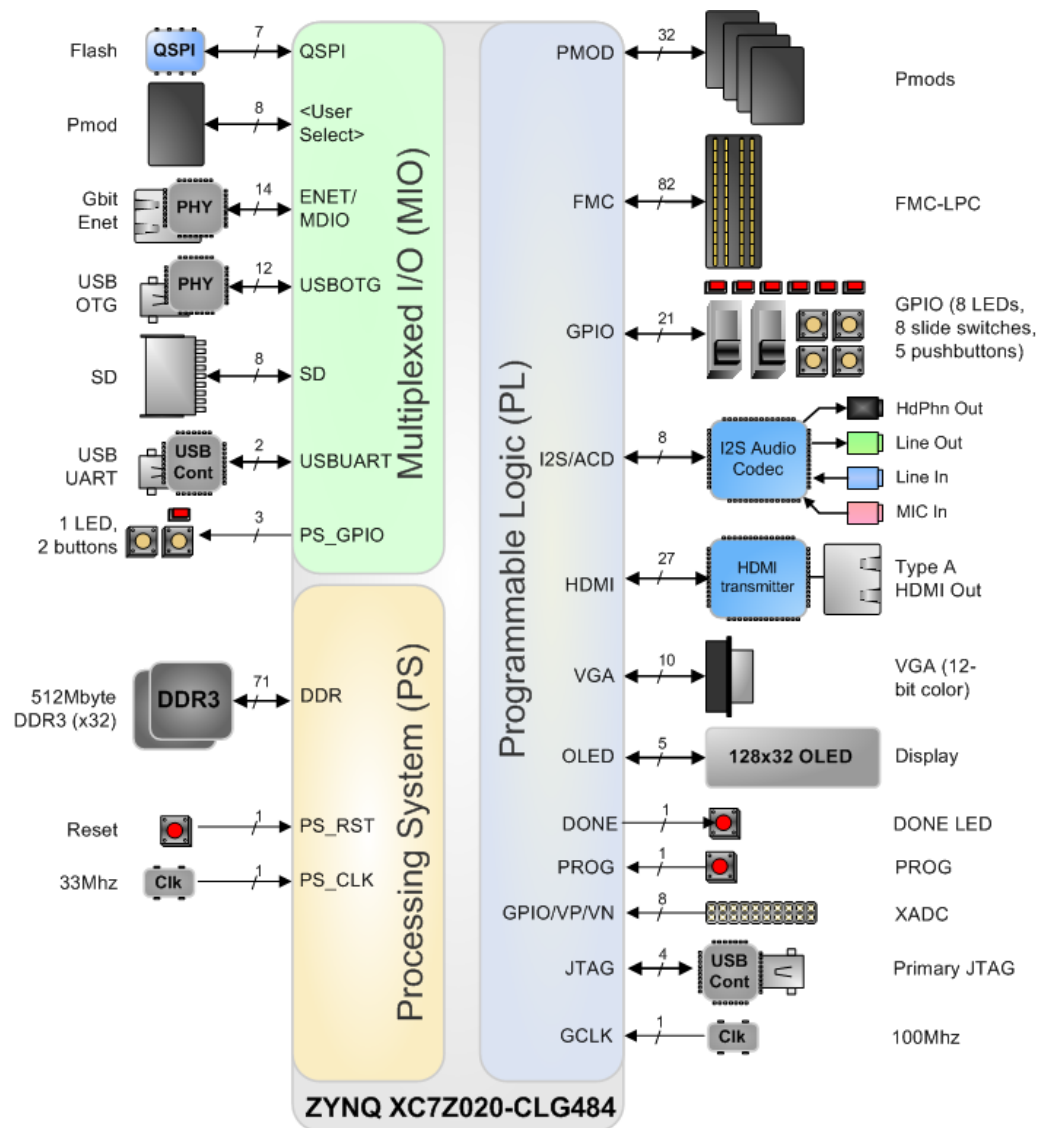 Flash
QSPI
7
QSPI
Pmod
8
<User
Select>
Gbit
Enet
PHY
14
ENET/
MDIO
USB
OTG
PHY
12
USBOTG
SD
8
SD
USB
UART
USB
Cont
2
USBUART
1 LED,
2 buttons
3
PS_GPIO
Multiplexed I/O (MIO)
512Mbyte
DDR3 (x32)
DDR3
71
DDR
Reset
1
PS_RST
33Mhz
Clk
1
PS_CLK
Processing System (PS)
Programmable Logic (PL)
PMOD
32
Pmods
FMC
82
FMC-LPC
GPIO
21
GPIO (8 LEDs,
8 slide switches,
5 pushbuttons)
I2S/ACD
8
I2S Audio
Codec
HdPhn Out
Line Out
Line In
MIC In
HDMI
27
HDMI
transmitter
Type A
HDMI Out
VGA
10
VGA (12-
bit color)
OLED
5
128x32 OLED
Display
DONE
1
DONE LED
PROG
1
PROG
GPIO/VP/VN
8
XADC
JTAG
4
USB
Cont
Primary JTAG
GCLK
1
Clk
100Mhz
ZYNQ XC7Z020-CLG484